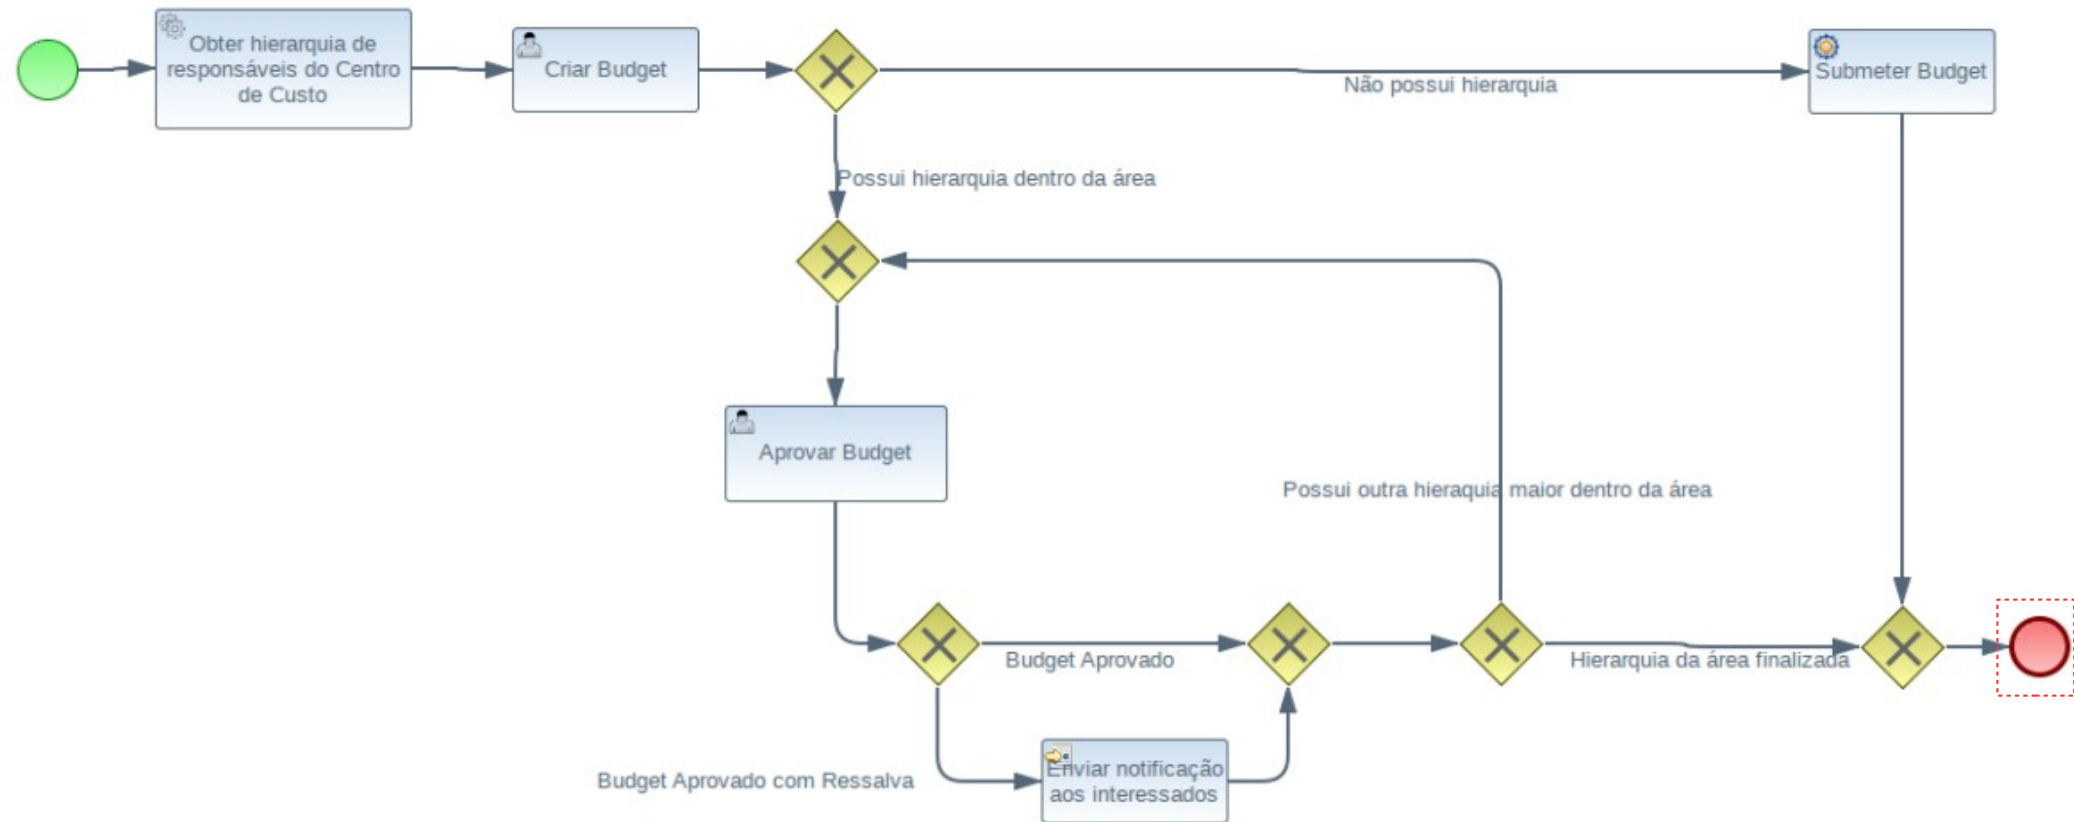 Obter hierarquia de
responsáveis do Centro
de Custo
Criar Budget
Não possui hierarquia
Submeter Budget
Possui hierarquia dentro da área
Aprovar Budget
Possui outra hieraquia maior dentro da área
Budget Aprovado
Hierarquia da área finalizada
Budget Aprovado com Ressalva
Enviar notificação
aos interessados